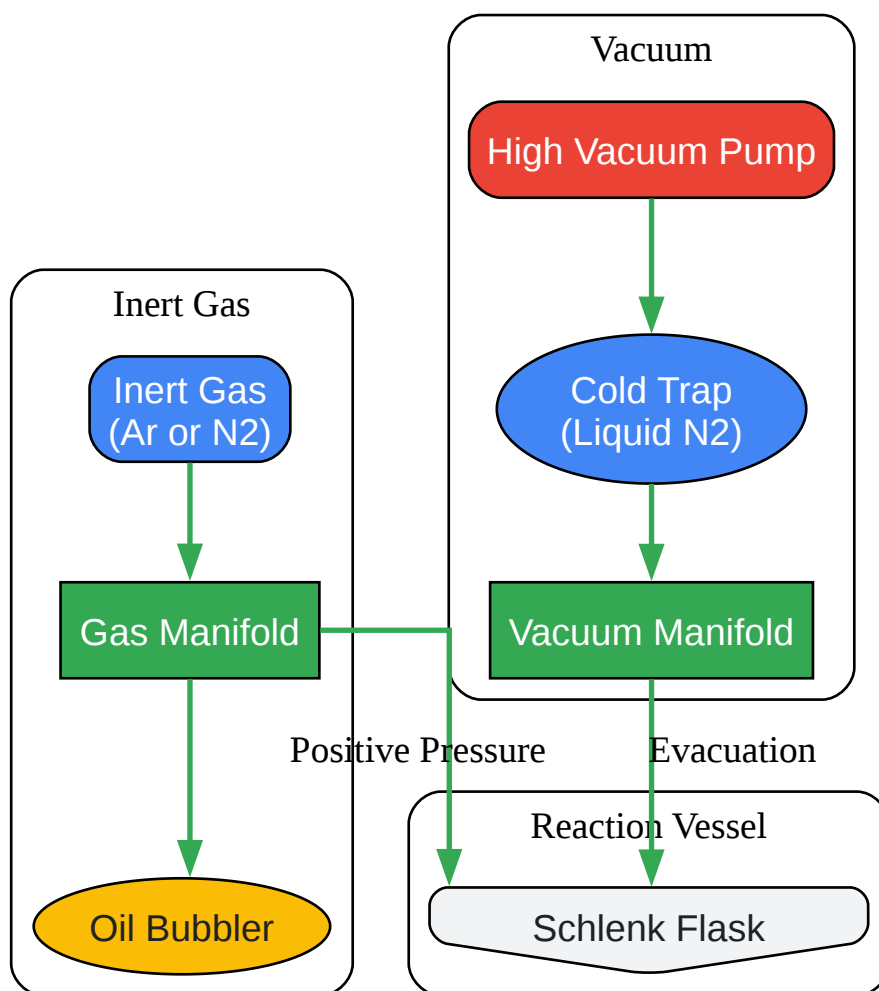 Vacuum
High Vacuum Pump
Inert Gas
Inert Gas
(Ar or N2)
Cold Trap
(Liquid N2)
Gas Manifold
Vacuum Manifold
Positive Pressure
Evacuation
Reaction Vessel
Oil Bubbler
Schlenk Flask